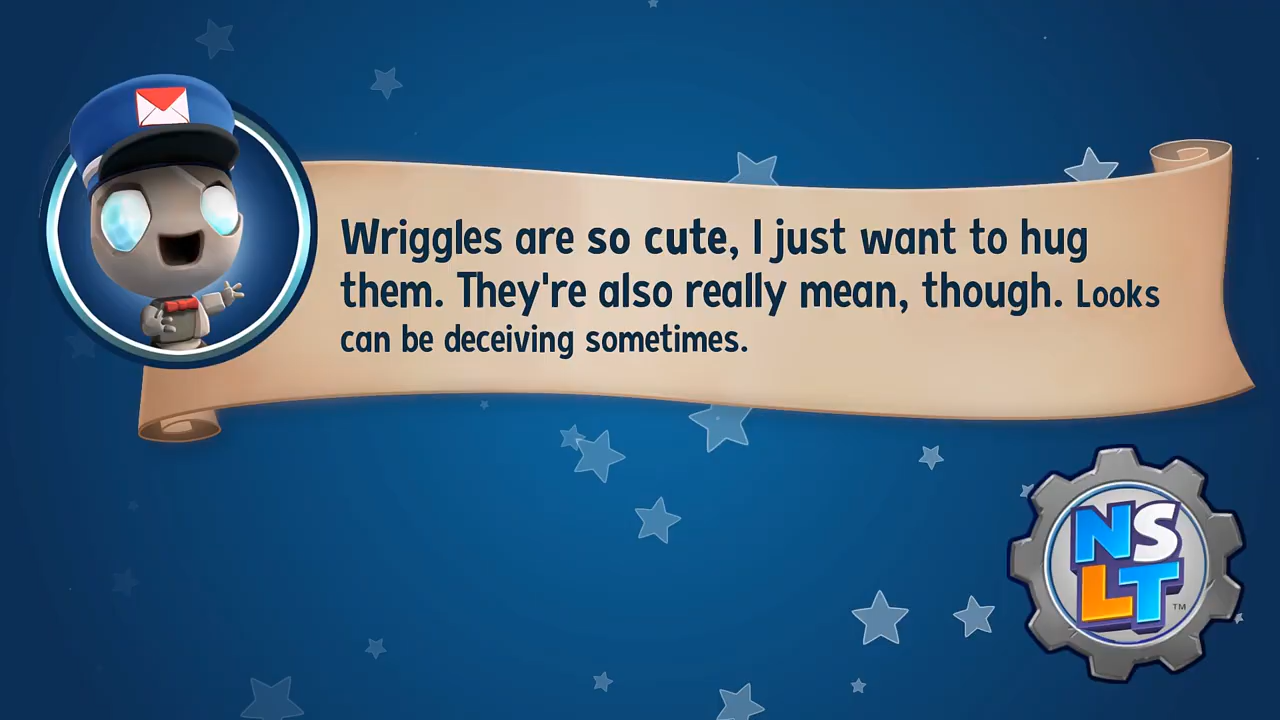 Wriggles are so cute, I just want to hug
them. They're also really mean, though. Looks
can be deceiving sometimes.
NS
LT
TM